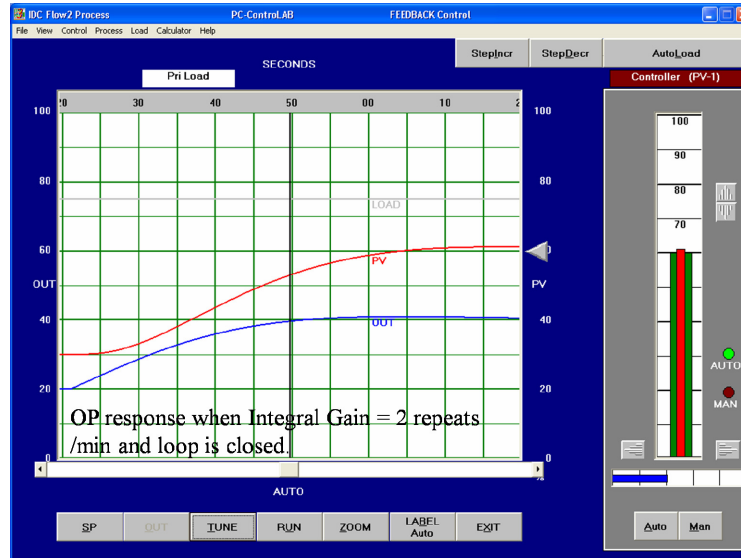 IDC Flow2 Process PC-ControLAB FEEDBACK Control
File View Control Process Load Calculator Help
StepIncr StepDecr AutoLoad
SECONDS
Pri Load
Controller (PV-1)
20 30 40 50 00 10 2
100 100
80 80
LOAD
60
PV
OUT PV
40 40
OUT
20 20
OP response when Integral Gain = 2 repeats
/min and loop is closed.
0 0
%
AUTO
SP OUT TUNE RUN ZOOM LABEL Auto EXIT
100
90
80
70
AUTO
MAN
Auto Man